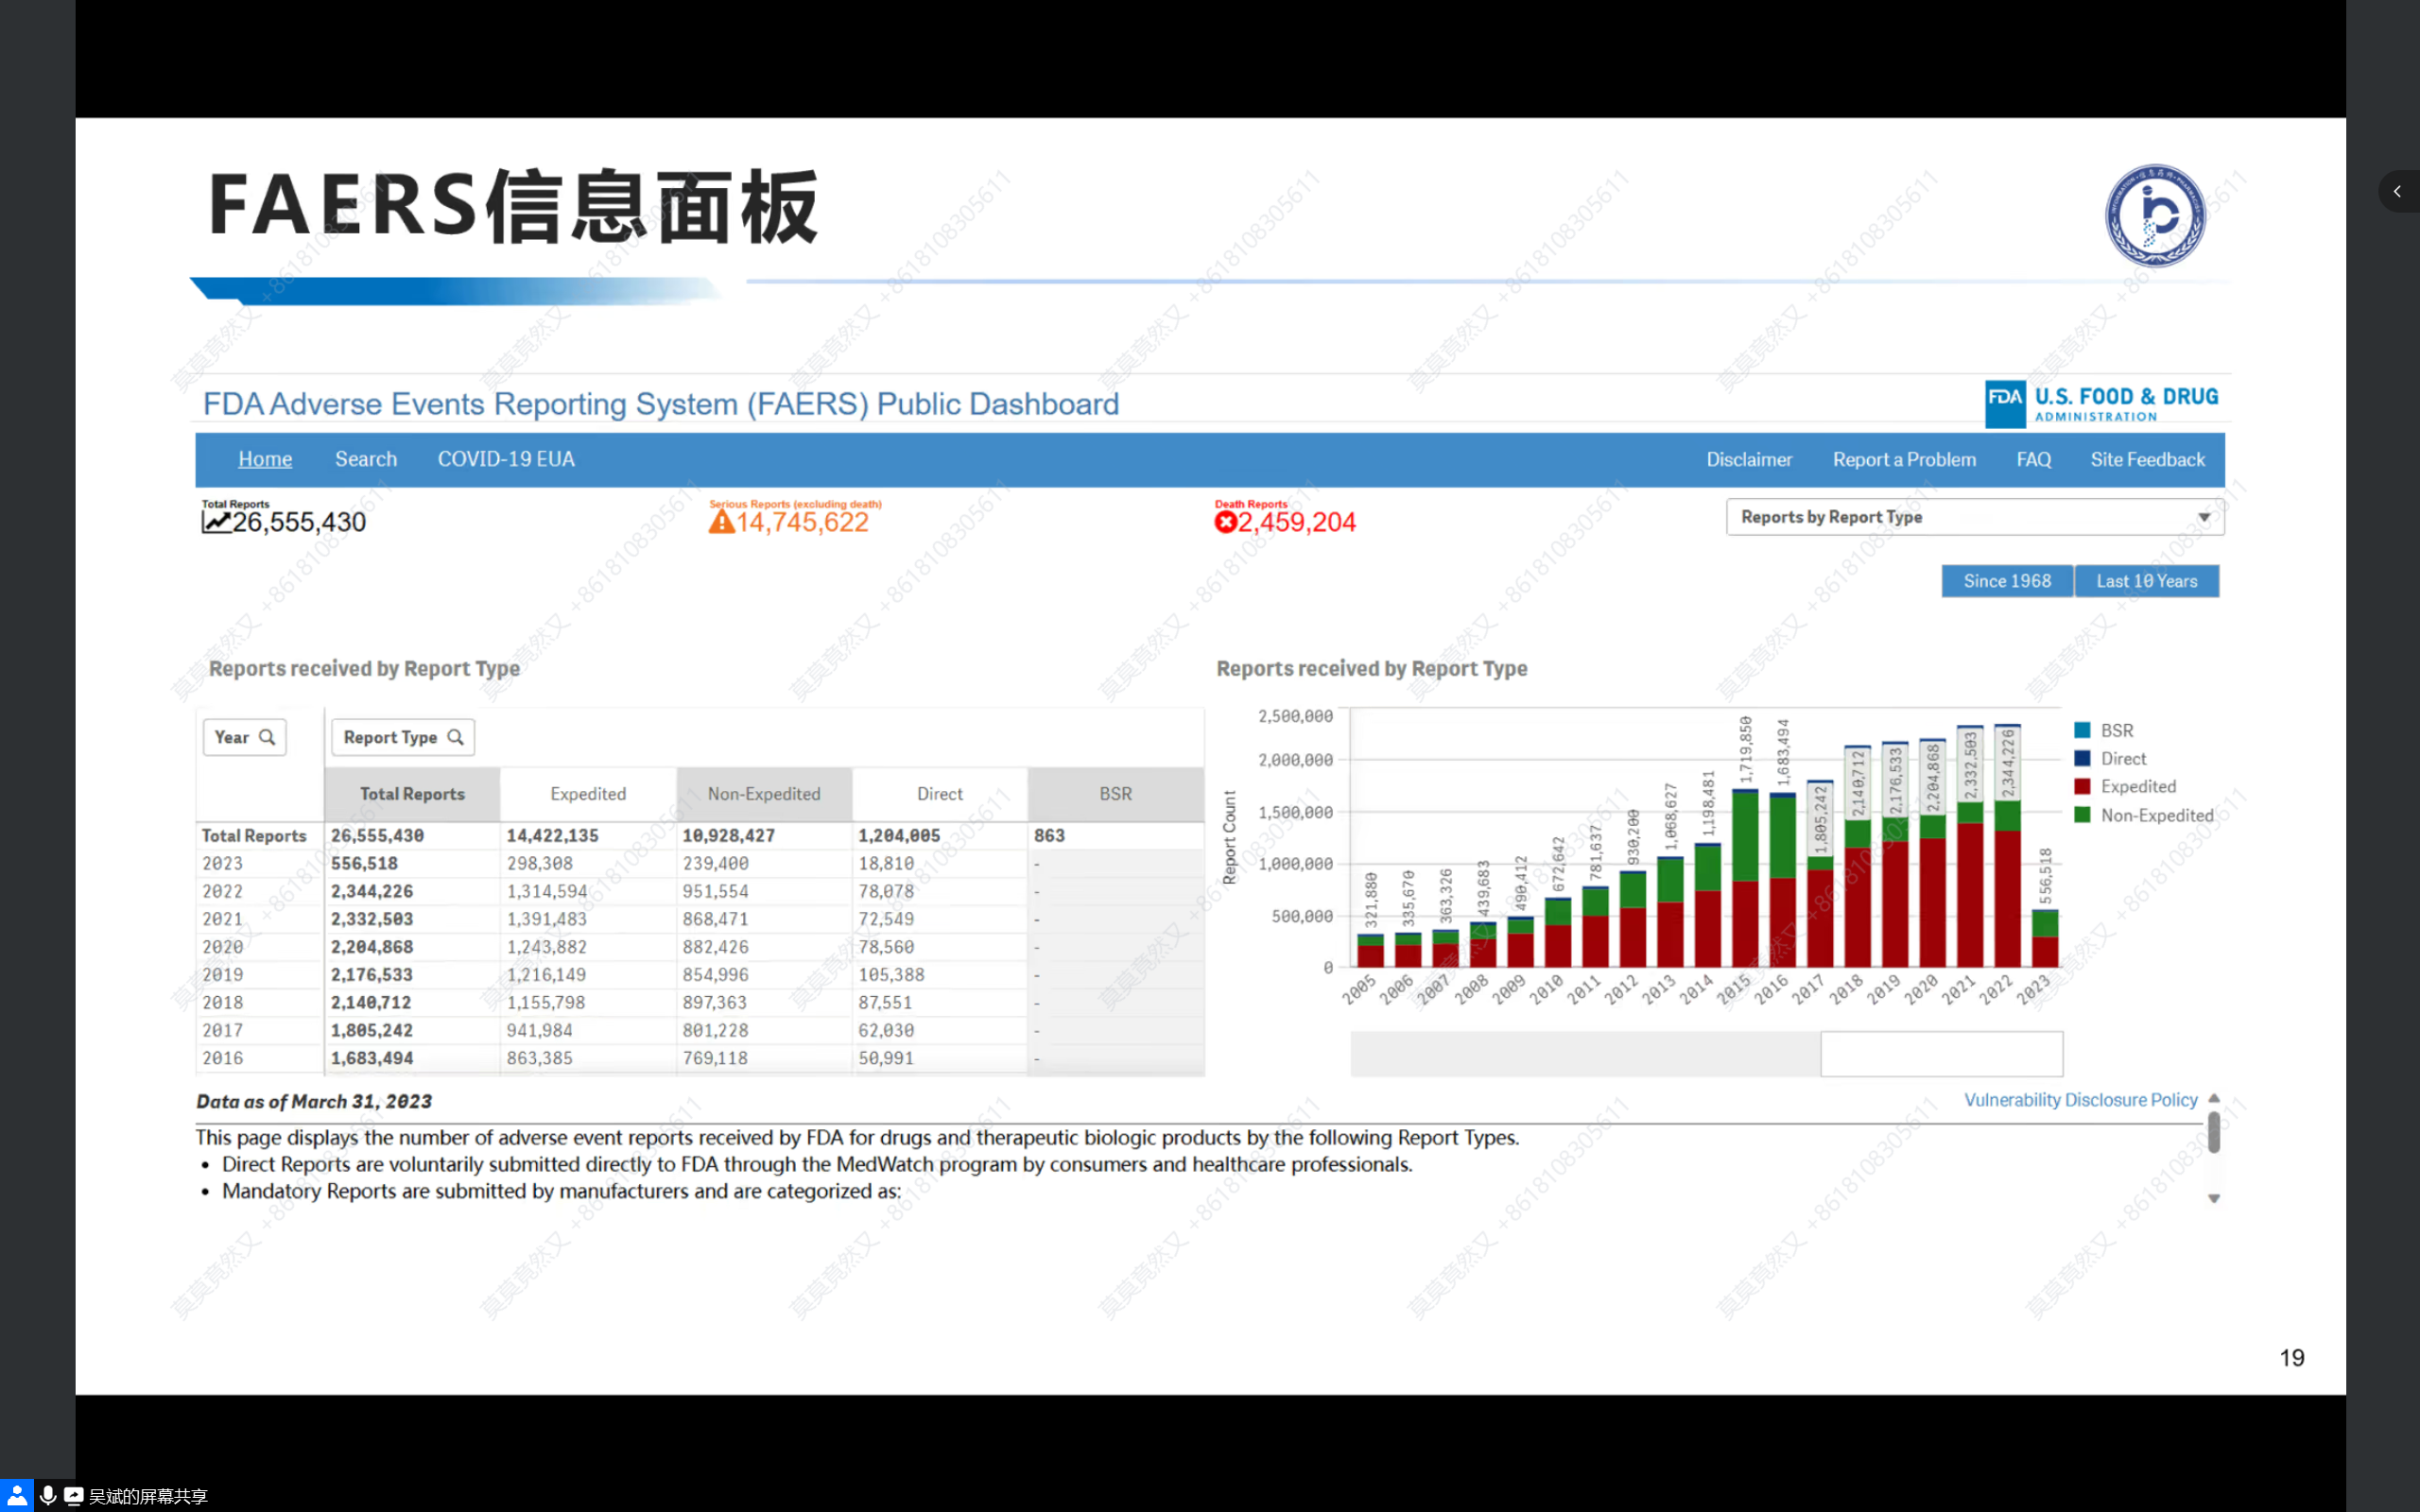 FAERS信息面板
FDA Adverse Events Reporting System (FAERS) Public Dashboard
FDA U.S. FOOD & DRUG
ADMINISTRATION
Home Search COVID-19 EUA Disclaimer Report a Problem FAQ Site Feedback
Total Reports
26,555,430
Serious Reports (excluding death)
14,745,622
Death Reports
2,459,204
Reports by Report Type
Since 1968 Last 10 Years
Reports received by Report Type
Year Report Type
Total Reports Expedited Non-Expedited Direct BSR
Total Reports 26,555,430 14,422,135 10,928,427 1,204,005 863
2023 556,518 298,308 239,400 18,810 -
2022 2,344,226 1,314,594 951,554 78,078 -
2021 2,332,503 1,391,483 868,471 72,549 -
2020 2,204,868 1,243,882 882,426 78,560 -
2019 2,176,533 1,216,149 854,996 105,388 -
2018 2,140,712 1,155,798 897,363 87,551 -
2017 1,805,242 941,984 801,228 62,030 -
2016 1,683,494 863,385 769,118 50,991 -
Reports received by Report Type
Report Count
2,500,000
2,000,000
1,500,000
1,000,000
500,000
0
321,880 335,670 363,326 439,683 490,412 672,642 781,637 930,200 1,068,627 1,198,481 1,719,850 1,683,494 1,805,242 2,140,712 2,176,533 2,204,868 2,332,503 2,344,226 556,518
2005 2006 2007 2008 2009 2010 2011 2012 2013 2014 2015 2016 2017 2018 2019 2020 2021 2022 2023
BSR
Direct
Expedited
Non-Expedited
Data as of March 31, 2023
Vulnerability Disclosure Policy
This page displays the number of adverse event reports received by FDA for drugs and therapeutic biologic products by the following Report Types.
• Direct Reports are voluntarily submitted directly to FDA through the MedWatch program by consumers and healthcare professionals.
• Mandatory Reports are submitted by manufacturers and are categorized as:
19
吴斌的屏幕共享
莫莫竟然又 +8618108305611